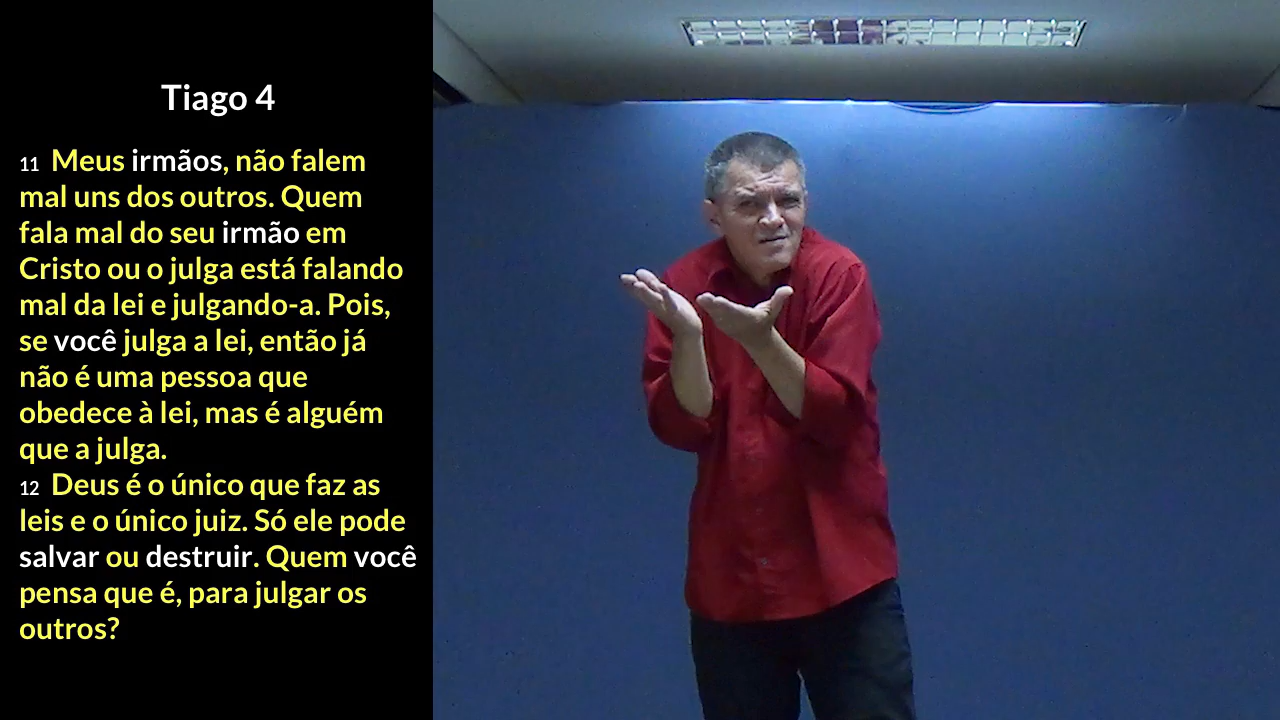 Tiago 4
11 Meus irmãos, não falem
mal uns dos outros. Quem
fala mal do seu irmão em
Cristo ou o julga está falando
mal da lei e julgando-a. Pois,
se você julga a lei, então já
não é uma pessoa que
obedece à lei, mas é alguém
que a julga.
12 Deus é o único que faz as
leis e o único juiz. Só ele pode
salvar ou destruir. Quem você
pensa que é, para julgar os
outros?